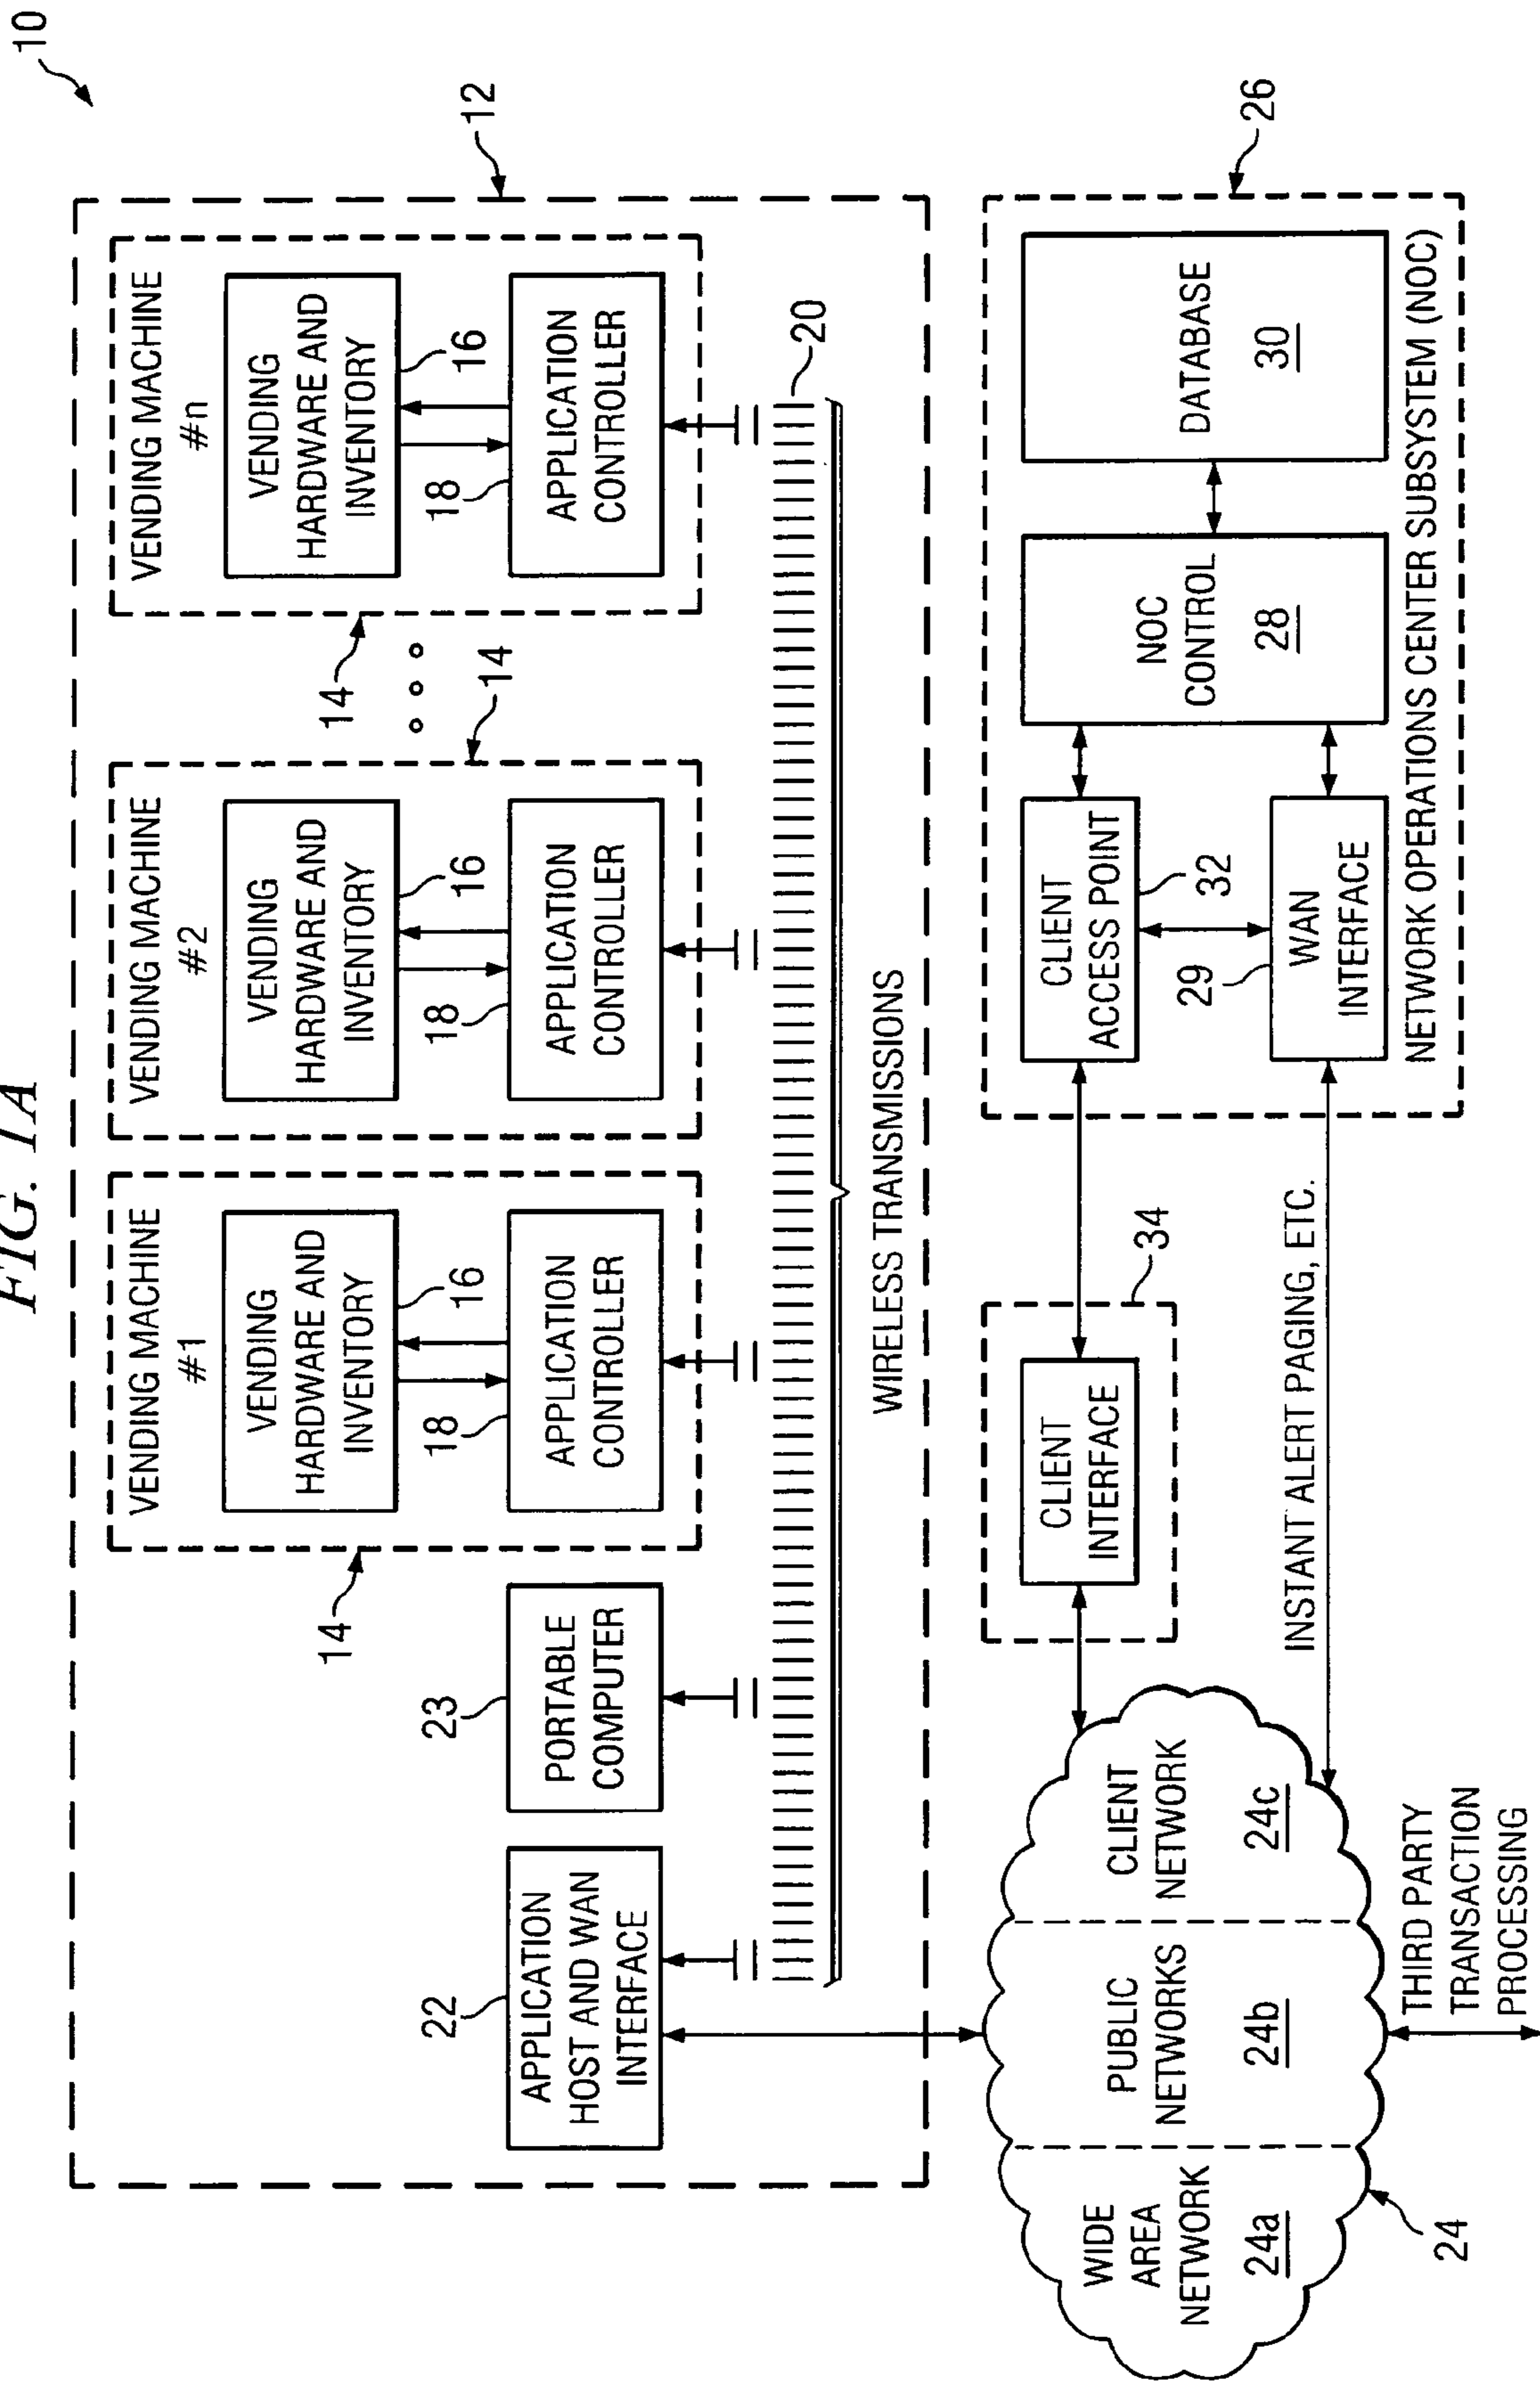 FIG. 1A
10
12
VENDING MACHINE
#1
VENDING
HARDWARE AND
INVENTORY
16
18
APPLICATION
CONTROLLER
14
VENDING MACHINE
#2
VENDING
HARDWARE AND
INVENTORY
16
18
APPLICATION
CONTROLLER
14
VENDING MACHINE
#n
VENDING
HARDWARE AND
INVENTORY
16
18
APPLICATION
CONTROLLER
14
22
APPLICATION
HOST AND WAN
INTERFACE
23
PORTABLE
COMPUTER
20
WIRELESS TRANSMISSIONS
WIDE
AREA
NETWORK
24a
PUBLIC
NETWORKS
24b
CLIENT
NETWORK
24c
24
THIRD PARTY
TRANSACTION
PROCESSING
CLIENT
INTERFACE
34
INSTANT ALERT PAGING, ETC.
CLIENT
ACCESS POINT
32
29
WAN
INTERFACE
NOC
CONTROL
28
DATABASE
30
NETWORK OPERATIONS CENTER SUBSYSTEM (NOC)
26